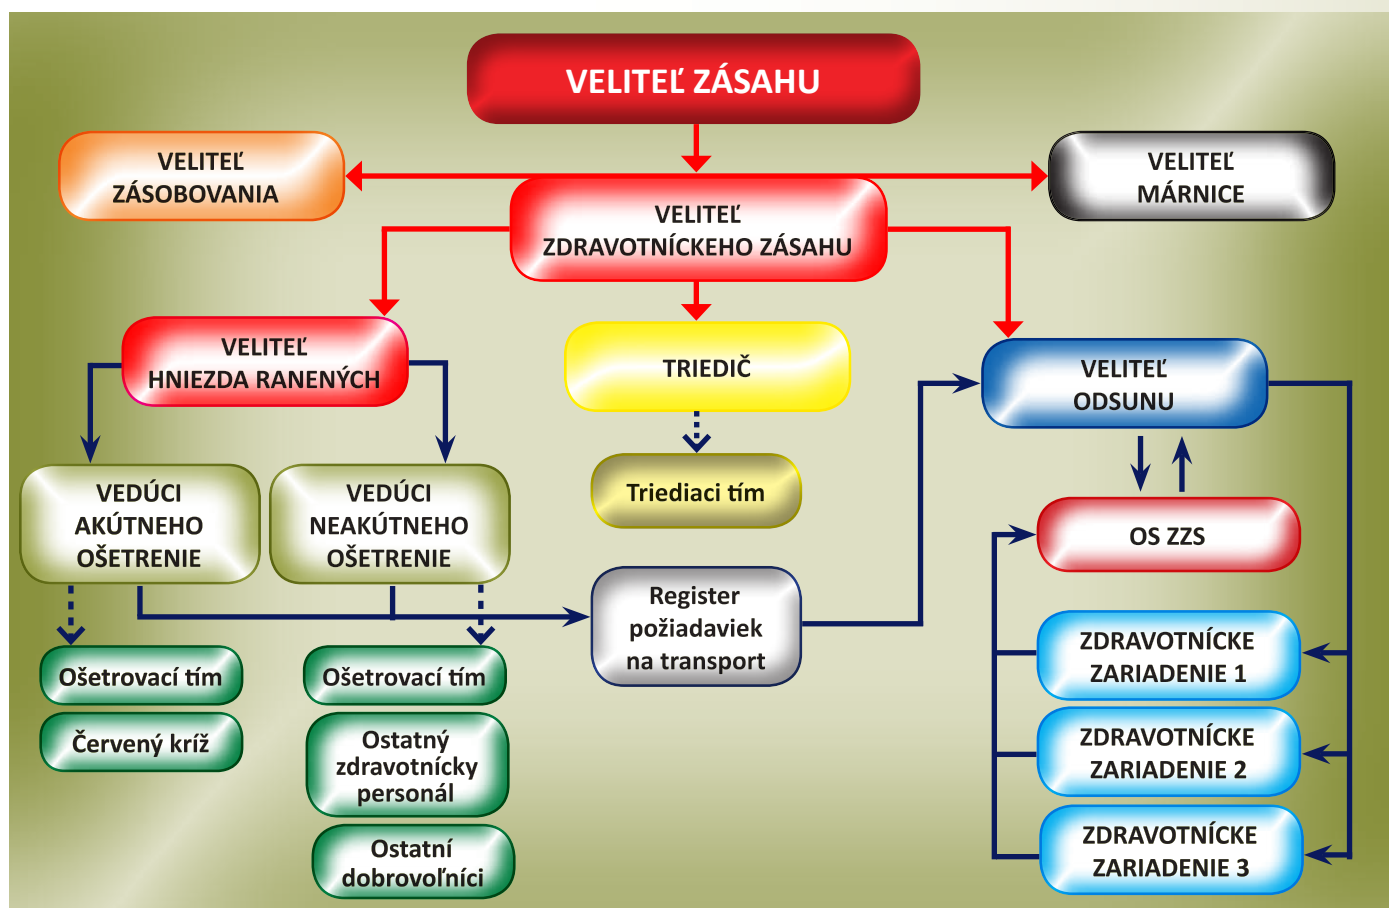 VELITEĽ ZÁSAHU
VELITEĽ
ZÁSOBOVANIA
VELITEĽ
MÁRNICE
VELITEĽ
ZDRAVOTNÍCKEHO ZÁSAHU
VELITEĽ
HNIEZDA RANENÝCH
TRIEDIČ
VELITEĽ
ODSUNU
VEDÚCI
AKÚTNEHO
OŠETRENIE
VEDÚCI
NEAKÚTNEHO
OŠETRENIE
Triediaci tím
OS ZZS
Register
požiadaviek
na transport
Ošetrovací tím
Červený kríž
Ošetrovací tím
Ostatný
zdravotnícky
personál
Ostatní
dobrovoľníci
ZDRAVOTNÍCKE
ZARIADENIE 1
ZDRAVOTNÍCKE
ZARIADENIE 2
ZDRAVOTNÍCKE
ZARIADENIE 3